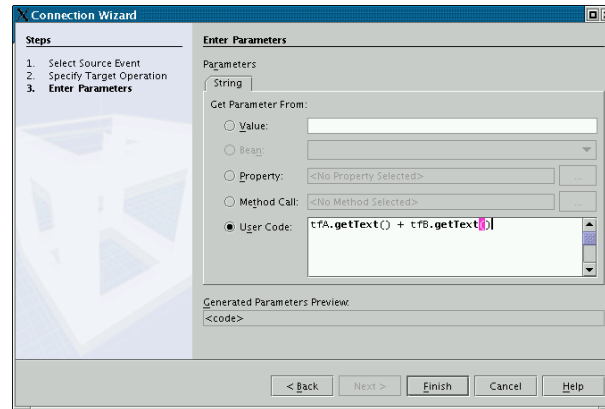 Connection Wizard
Steps
1. Select Source Event
2. Specify Target Operation
3. Enter Parameters
Enter Parameters
Parameters
String
Get Parameter From:
Value:
Bean:
Property: <No Property Selected> ...
Method Call: <No Method Selected> ...
User Code: tfA.getText() + tfB.getText()
Generated Parameters Preview:
<code>
< Back Next > Finish Cancel Help